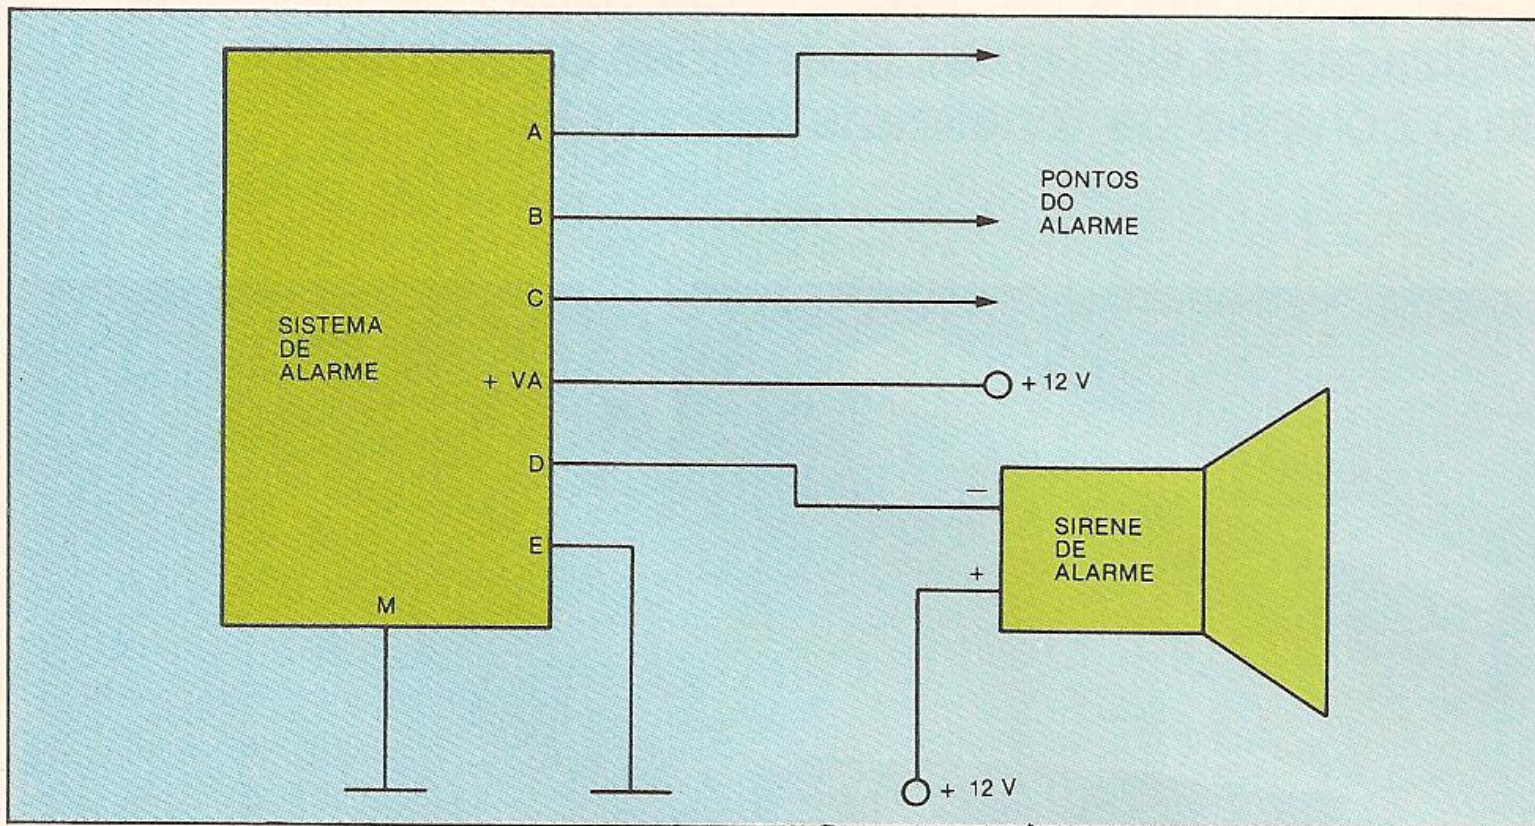 A
B
C
+ VA
D
E
M
SISTEMA
DE
ALARME
PONTOS
DO
ALARME
+ 12 V
—
+
SIRENE
DE
ALARME
+ 12 V